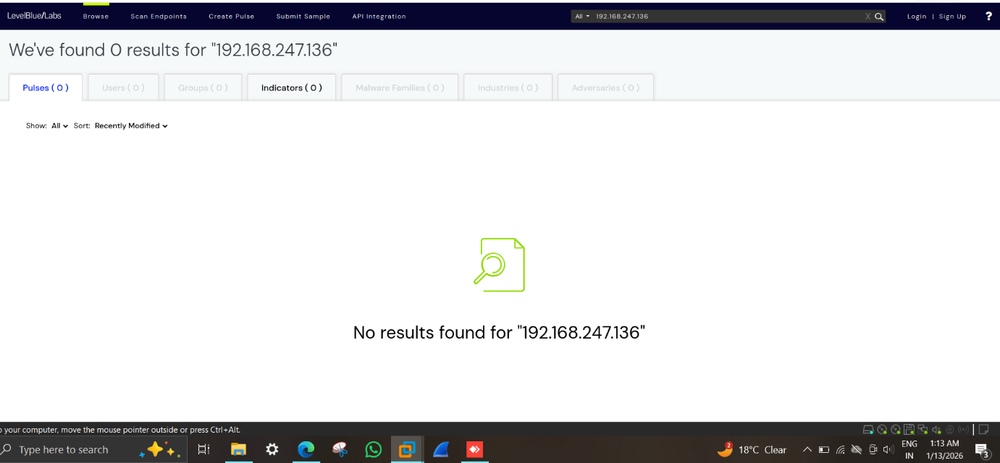 LevelBlue/Labs Browse Scan Endpoints Create Pulse Submit Sample API Integration All 192.168.247.136 X Login | Sign Up ?
We've found 0 results for "192.168.247.136"
Pulses ( 0 ) Users ( 0 ) Groups ( 0 ) Indicators ( 0 ) Malware Families ( 0 ) Industries ( 0 ) Adversaries ( 0 )
Show: All Sort: Recently Modified
No results found for "192.168.247.136"
o your computer, move the mouse pointer outside or press Ctrl+Alt.
Type here to search 2 18°C Clear ENG 1:13 AM
IN 1/13/2026 3